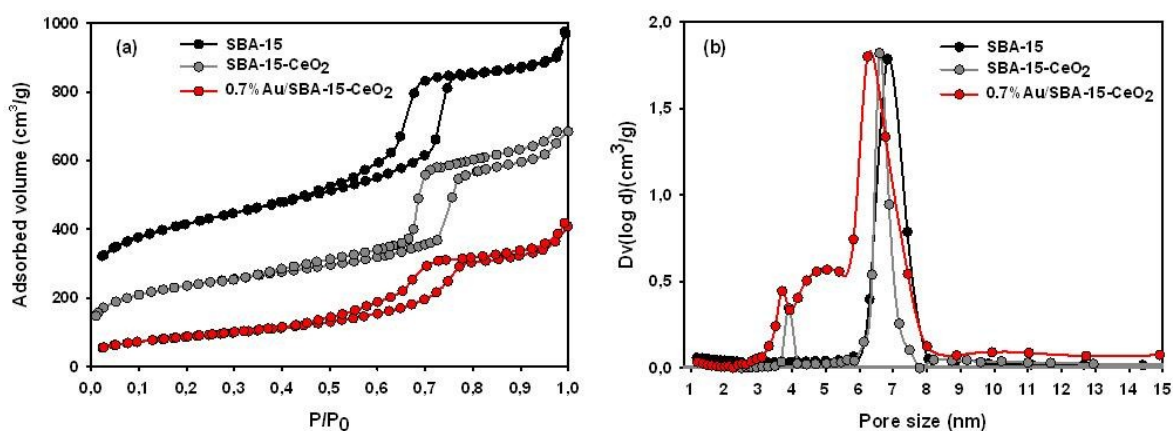 (a)
SBA-15
SBA-15-CeO2
0.7% Au/SBA-15-CeO2
Adsorbed volume (cm3/g)
1000
800
600
400
200
0
0,0 0,1 0,2 0,3 0,4 0,5 0,6 0,7 0,8 0,9 1,0
P/P0
(b)
SBA-15
SBA-15-CeO2
0.7% Au/SBA-15-CeO2
Dv(log d)(cm3/g)
2,0
1,5
1,0
0,5
0,0
1 2 3 4 5 6 7 8 9 10 11 12 13 14 15
Pore size (nm)